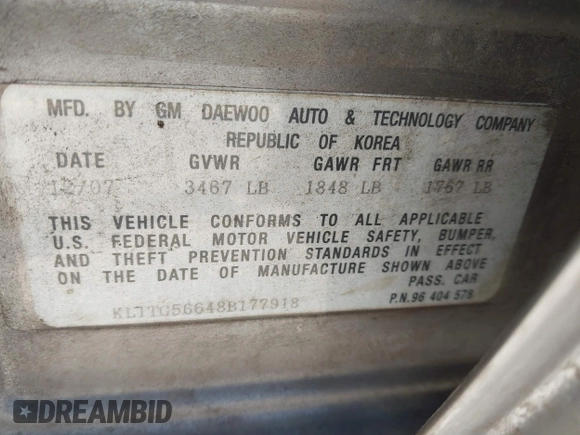 MFD. BY GM DAEWOO AUTO & TECHNOLOGY COMPANY
REPUBLIC OF KOREA
DATE GVWR GAWR FRT GAWR RR
12/07 3467 LB 1848 LB 1767 LB
THIS VEHICLE CONFORMS TO ALL APPLICABLE
U.S. FEDERAL MOTOR VEHICLE SAFETY, BUMPER,
AND THEFT PREVENTION STANDARDS IN EFFECT
ON THE DATE OF MANUFACTURE SHOWN ABOVE
PASS. CAR
KL1TG56648B177918
P.N.96 404 578
DREAMBID